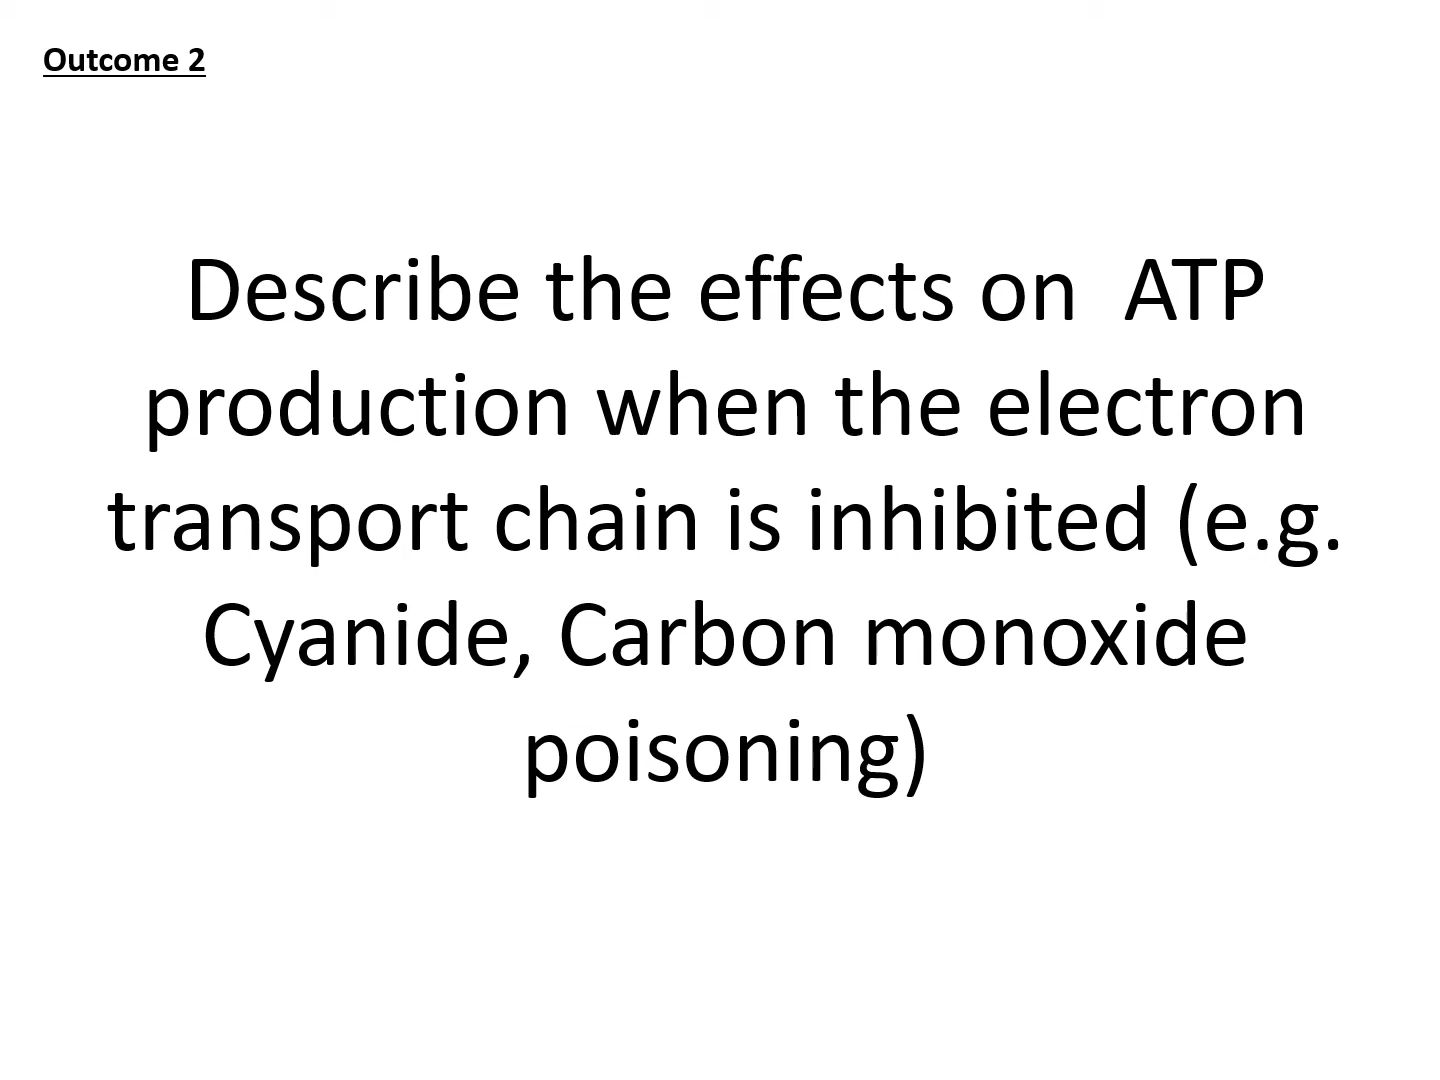 Outcome 2
Describe the effects on  ATP
production when the electron
transport chain is inhibited (e.g.
Cyanide, Carbon monoxide
poisoning)